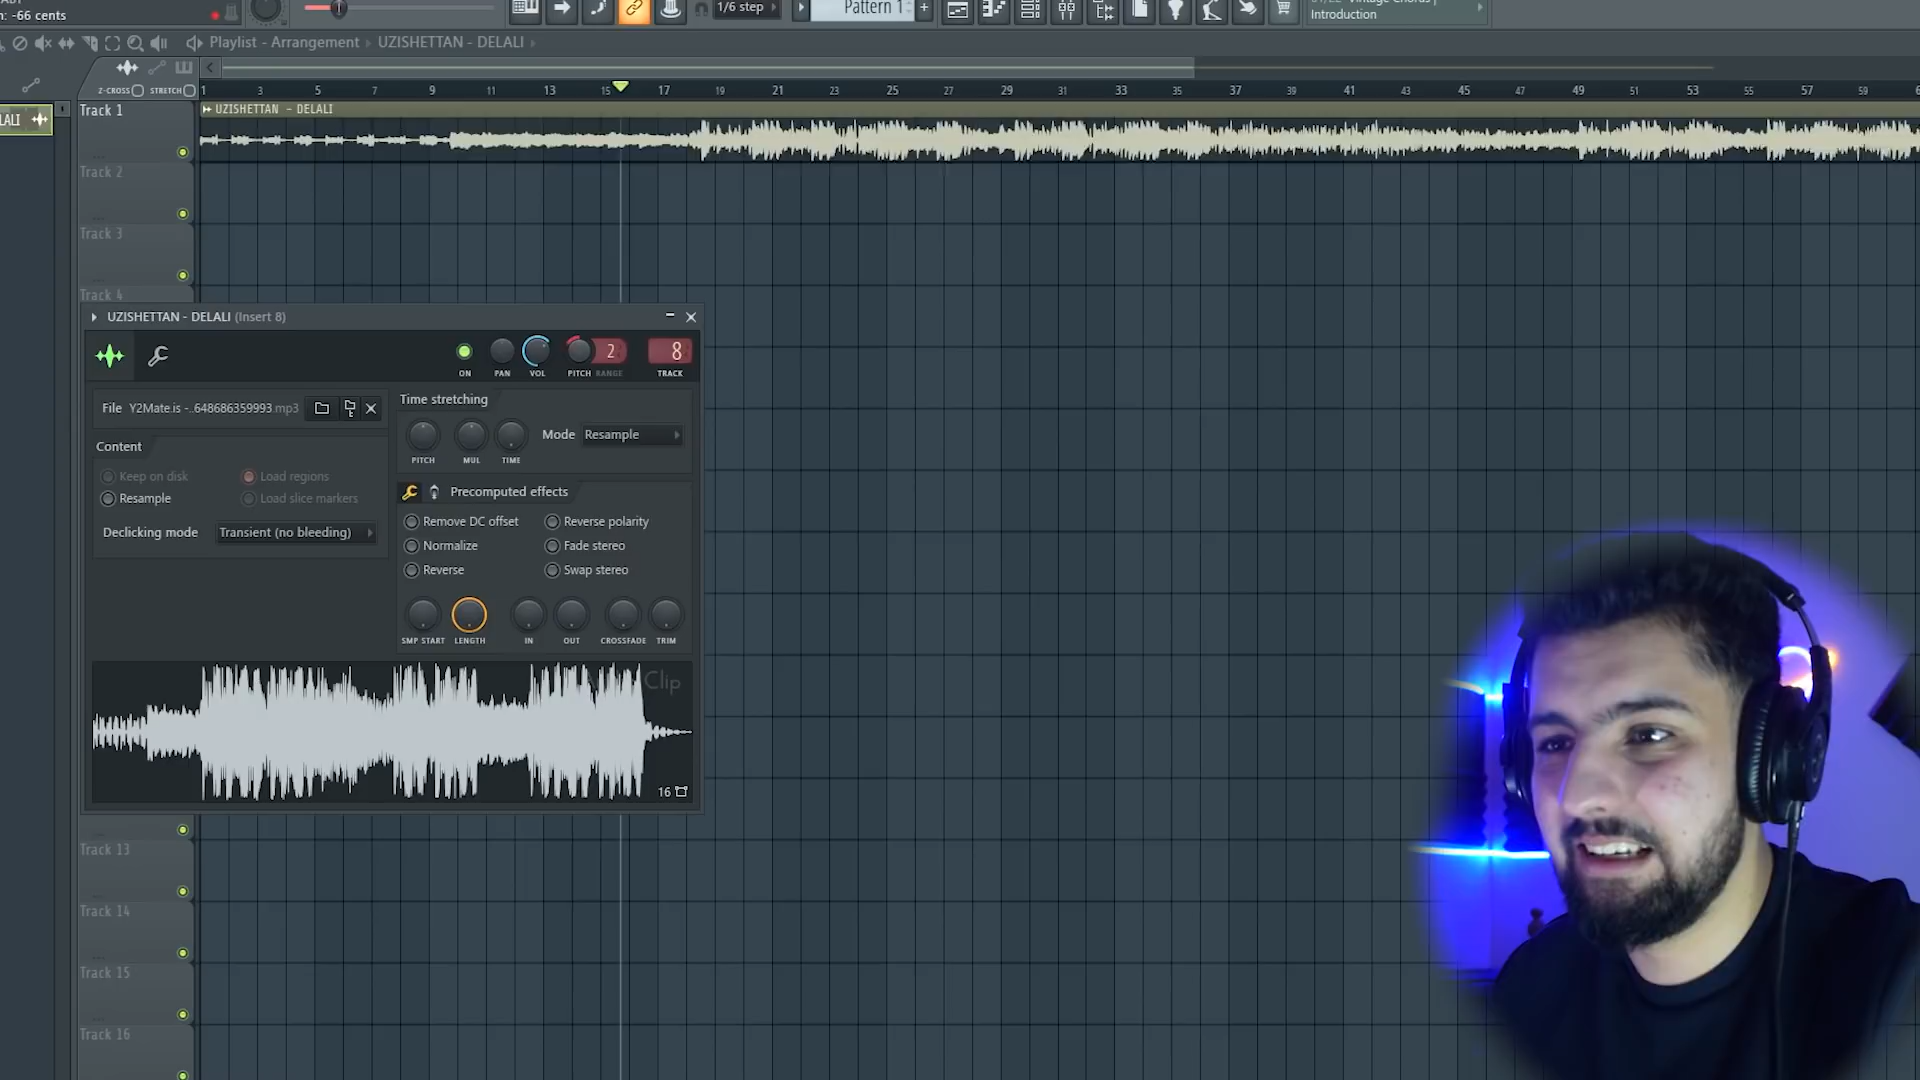 : -66 cents
1/6 step
Pattern 1
Introduction
Playlist - Arrangement › UZISHETTAN - DELALI ›
Z-CROSS STRETCH
1 3 5 7 9 11 13 15 17 19 21 23 25 27 29 31 33 35 37 39 41 43 45 47 49 51 53 55 57 59
LALI
Track 1
UZISHETTAN - DELALI
Track 2
Track 3
Track 4
UZISHETTAN - DELALI (Insert 8)
2
8
ON PAN VOL PITCH RANGE TRACK
File Y2Mate.is -..648686359993.mp3
Time stretching
Mode Resample
PITCH MUL TIME
Content
Keep on disk
Load regions
Resample
Load slice markers
Declicking mode Transient (no bleeding)
Precomputed effects
Remove DC offset
Reverse polarity
Normalize
Fade stereo
Reverse
Swap stereo
SMP START LENGTH IN OUT CROSSFADE TRIM
Clip
16
Track 13
Track 14
Track 15
Track 16